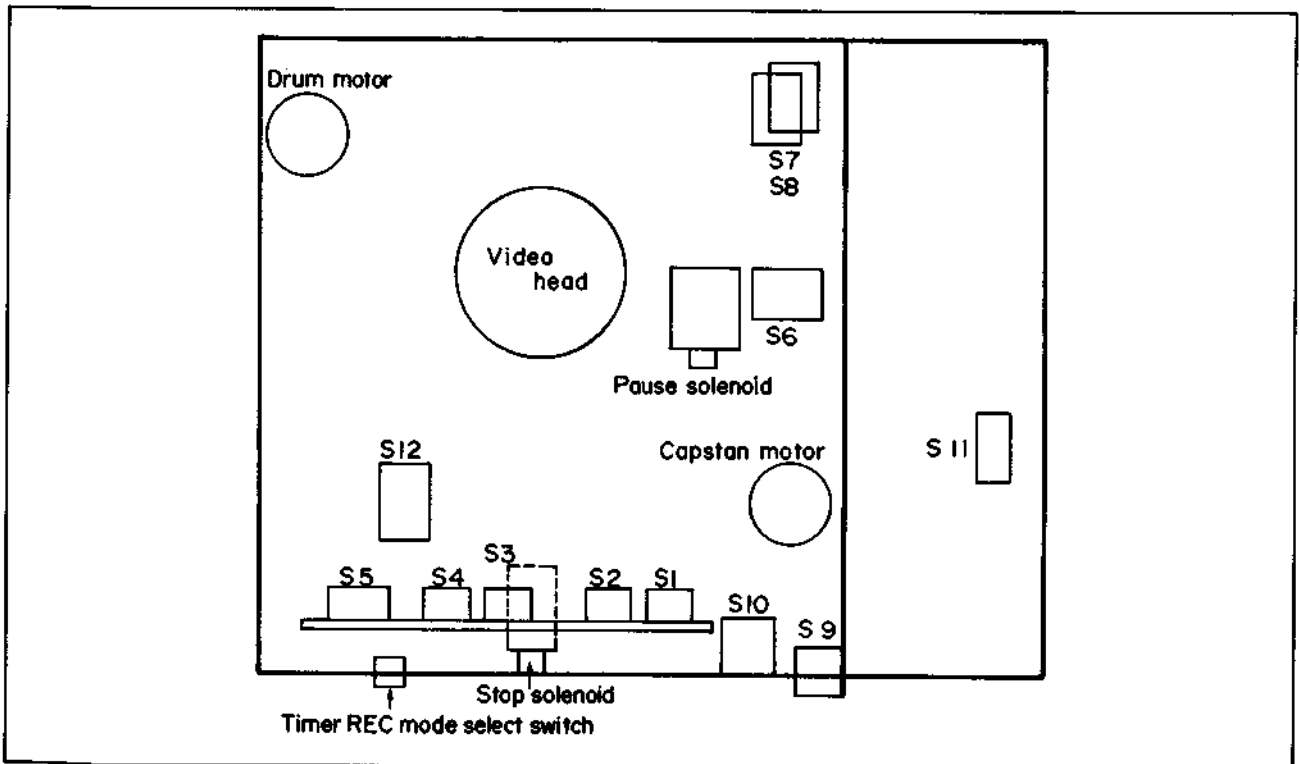 Drum motor
S7
S8
Video
head
S6
Pause solenoid
S12
Capstan motor
S 11
S5
S4
S3
S2
S1
S10
S 9
Stop solenoid
Timer REC mode select switch